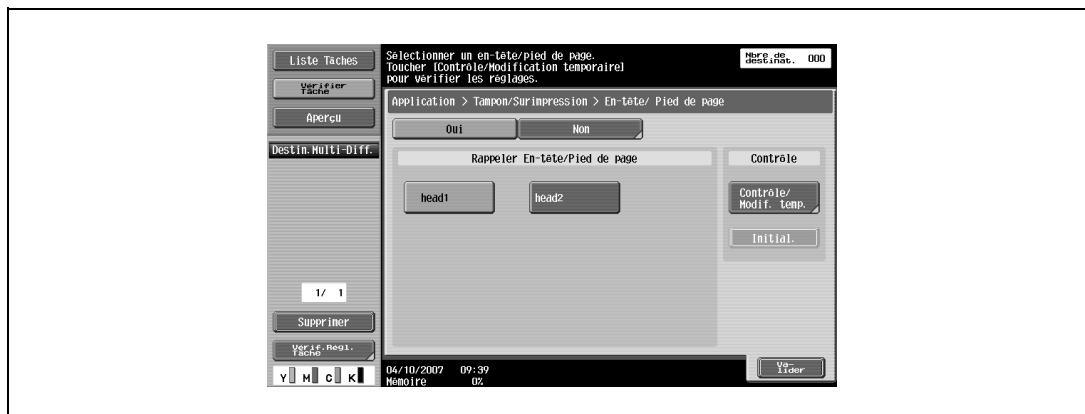 Liste Tâches
Vérifier
Tâche
Aperçu
Destin.Multi-Diff.
1/ 1
Supprimer
Vérif.Régl.
Tâche
Y M C K
Sélectionner un en-tête/pied de page.
Toucher [Contrôle/Modification temporaire]
pour vérifier les réglages.
Nbre de
destinat. 000
Application > Tampon/Surimpression > En-tête/ Pied de page
Oui Non
Rappeler En-tête/Pied de page
head1 head2
Contrôle
Contrôle/
Modif. temp.
Initial.
04/10/2007 09:39
Mémoire 0%
Va-
lider